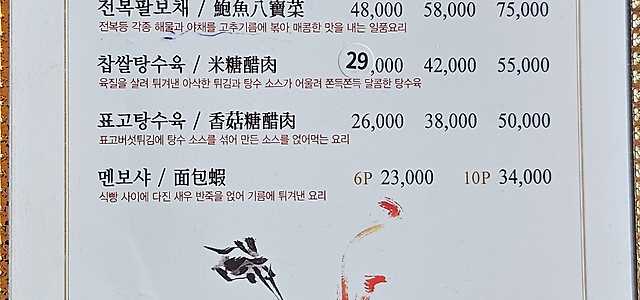 전복팔보채 / 鮑魚八寶菜 48,000 58,000 75,000
전복등 각종 해물과 야채를 고추기름에 볶아 매콤한 맛을 내는 일품요리
찹쌀탕수육 / 米糖醋肉 29,000 42,000 55,000
육질을 살려 튀겨낸 아삭한 튀김과 탕수 소스가 어울려 쫀득쫀득 달콤한 탕수육
표고탕수육 / 香菇糖醋肉 26,000 38,000 50,000
표고버섯튀김에 탕수 소스를 섞어 만든 소스를 얹어먹는 요리
멘보샤 / 面包蝦 6P 23,000 10P 34,000
식빵 사이에 다진 새우 반죽을 얹어 기름에 튀겨낸 요리